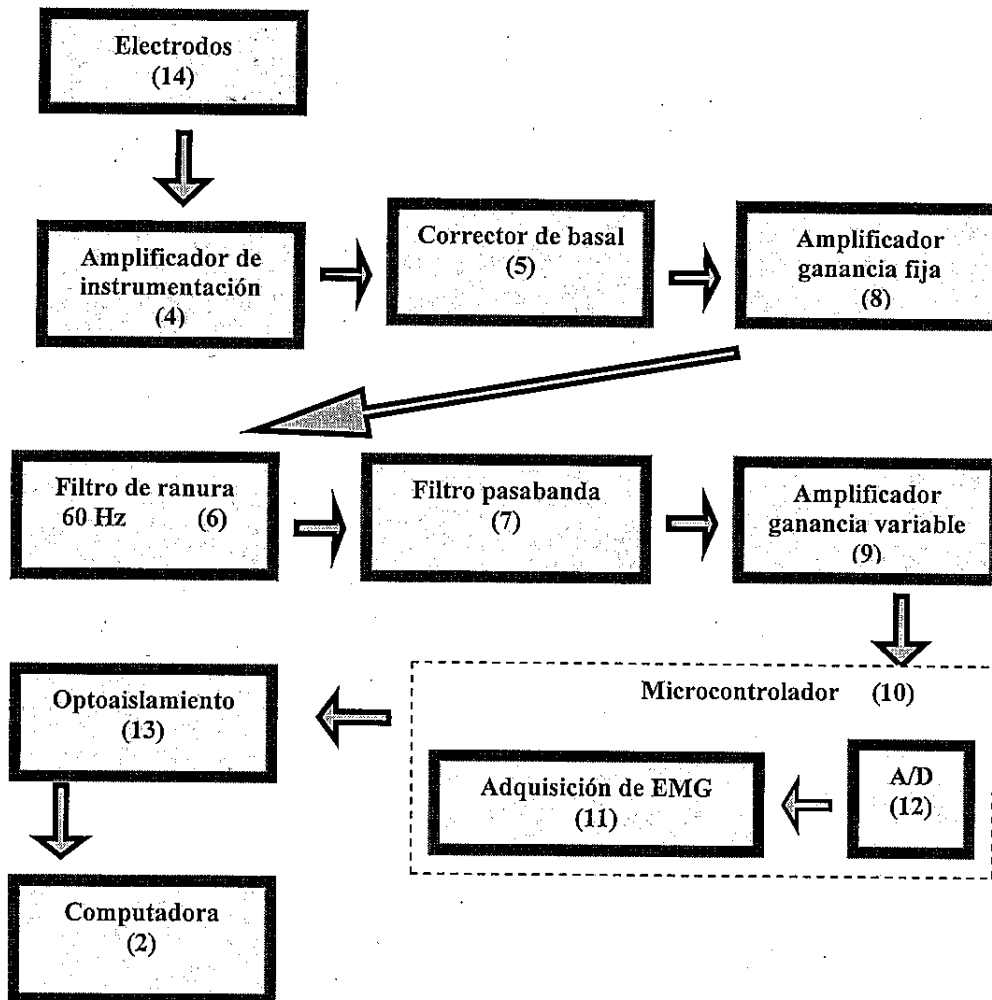 Electrodos
(14)
Amplificador de
instrumentación
(4)
Corrector de basal
(5)
Amplificador
ganancia fija
(8)
Filtro de ranura
60 Hz (6)
Filtro pasabanda
(7)
Amplificador
ganancia variable
(9)
Microcontrolador (10)
A/D
(12)
Adquisición de EMG
(11)
Optoaislamiento
(13)
Computadora
(2)